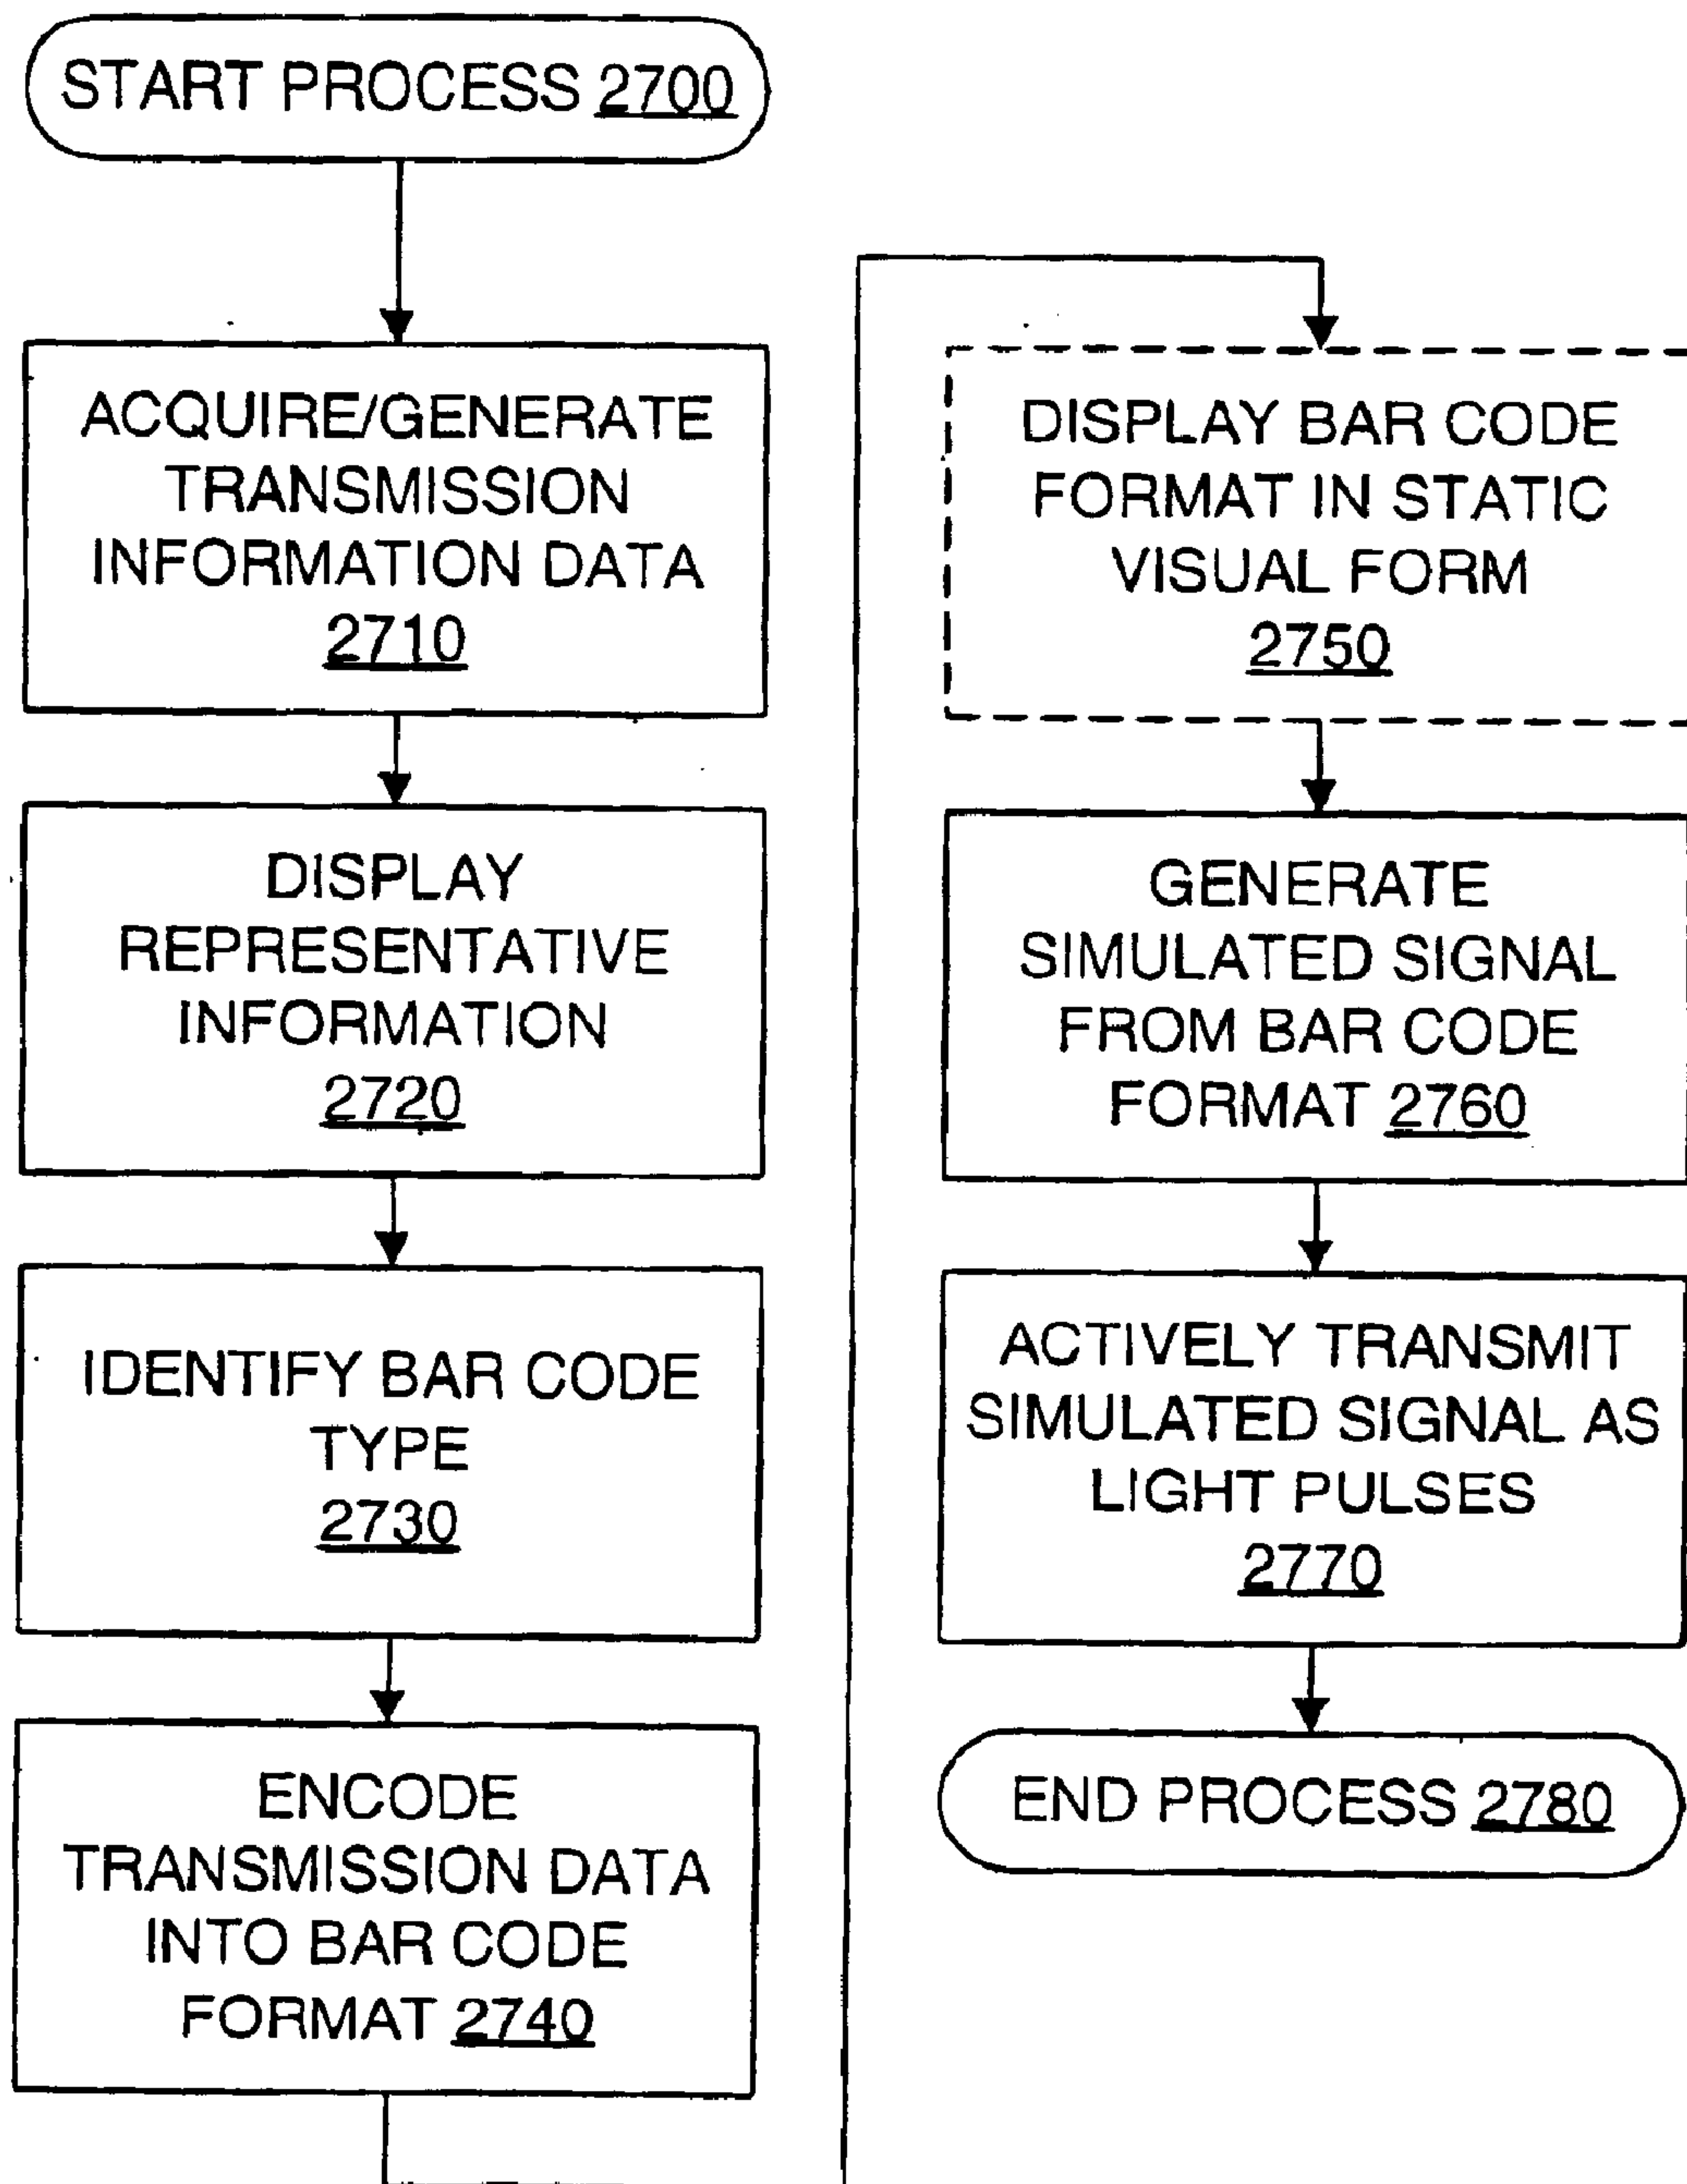 START PROCESS 2700
ACQUIRE/GENERATE
TRANSMISSION
INFORMATION DATA
2710
DISPLAY
REPRESENTATIVE
INFORMATION
2720
IDENTIFY BAR CODE
TYPE
2730
ENCODE
TRANSMISSION DATA
INTO BAR CODE
FORMAT 2740
DISPLAY BAR CODE
FORMAT IN STATIC
VISUAL FORM
2750
GENERATE
SIMULATED SIGNAL
FROM BAR CODE
FORMAT 2760
ACTIVELY TRANSMIT
SIMULATED SIGNAL AS
LIGHT PULSES
2770
END PROCESS 2780